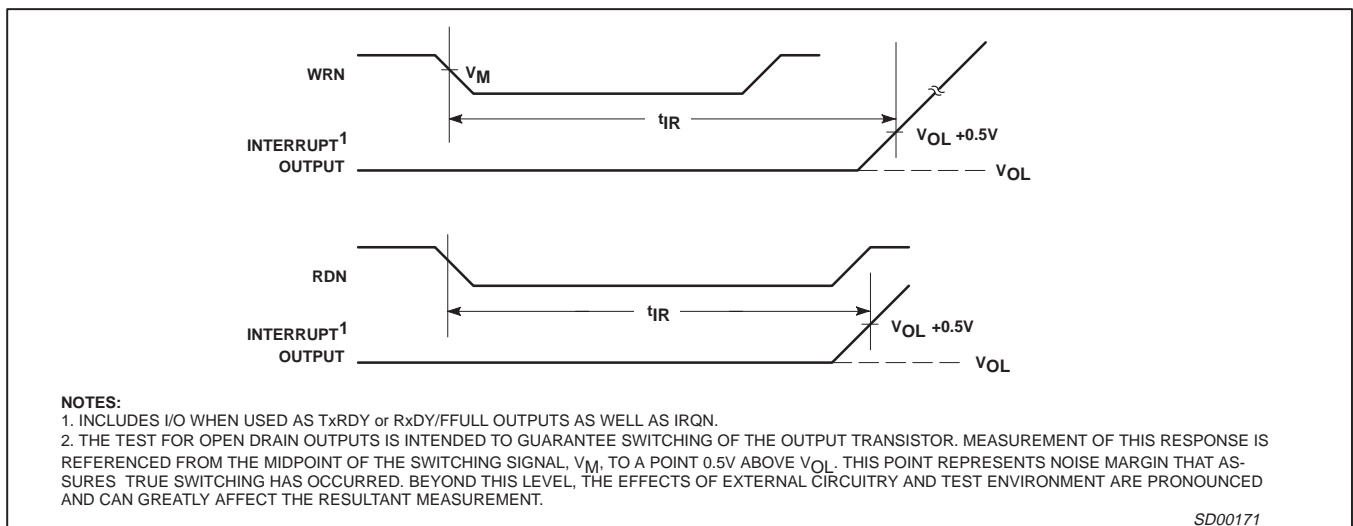 WRN
VM
tIR
INTERRUPT1
OUTPUT
VOL +0.5V
VOL
RDN
tIR
INTERRUPT1
OUTPUT
VOL +0.5V
VOL
NOTES:
1. INCLUDES I/O WHEN USED AS TxRDY or RxDY/FFULL OUTPUTS AS WELL AS IRQN.
2. THE TEST FOR OPEN DRAIN OUTPUTS IS INTENDED TO GUARANTEE SWITCHING OF THE OUTPUT TRANSISTOR. MEASUREMENT OF THIS RESPONSE IS
REFERENCED FROM THE MIDPOINT OF THE SWITCHING SIGNAL, VM, TO A POINT 0.5V ABOVE VOL. THIS POINT REPRESENTS NOISE MARGIN THAT AS-
SURES TRUE SWITCHING HAS OCCURRED. BEYOND THIS LEVEL, THE EFFECTS OF EXTERNAL CIRCUITRY AND TEST ENVIRONMENT ARE PRONOUNCED
AND CAN GREATLY AFFECT THE RESULTANT MEASUREMENT.
SD00171